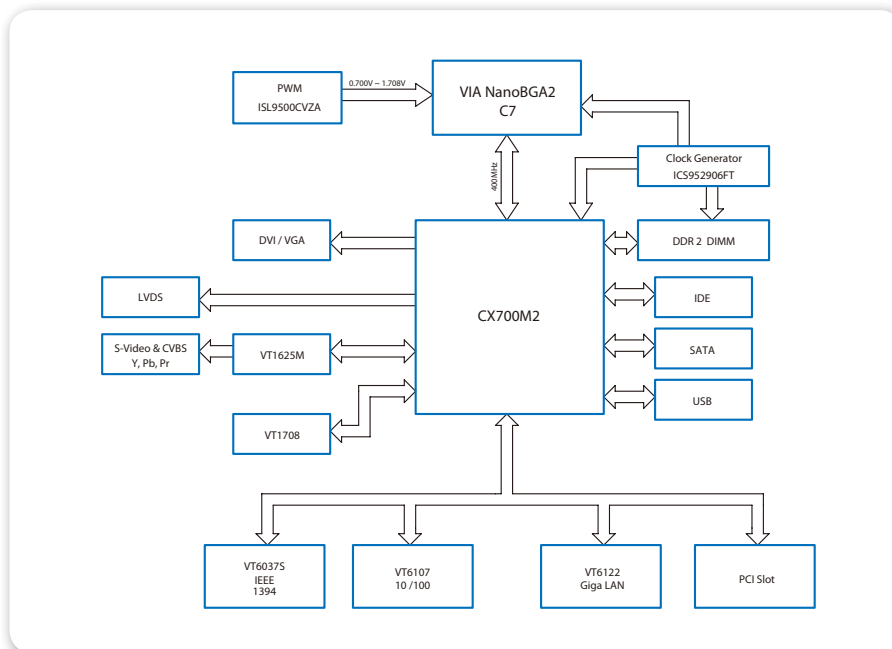 PWM
ISL9500CVZA
0.700V ~ 1.708V
VIA NanoBGA2
C7
Clock Generator
ICS952906FT
400MHz
DVI / VGA
DDR 2 DIMM
LVDS
CX700M2
IDE
S-Video & CVBS
Y, Pb, Pr
VT1625M
SATA
USB
VT1708
VT6037S
IEEE
1394
VT6107
10 /100
VT6122
Giga LAN
PCI Slot